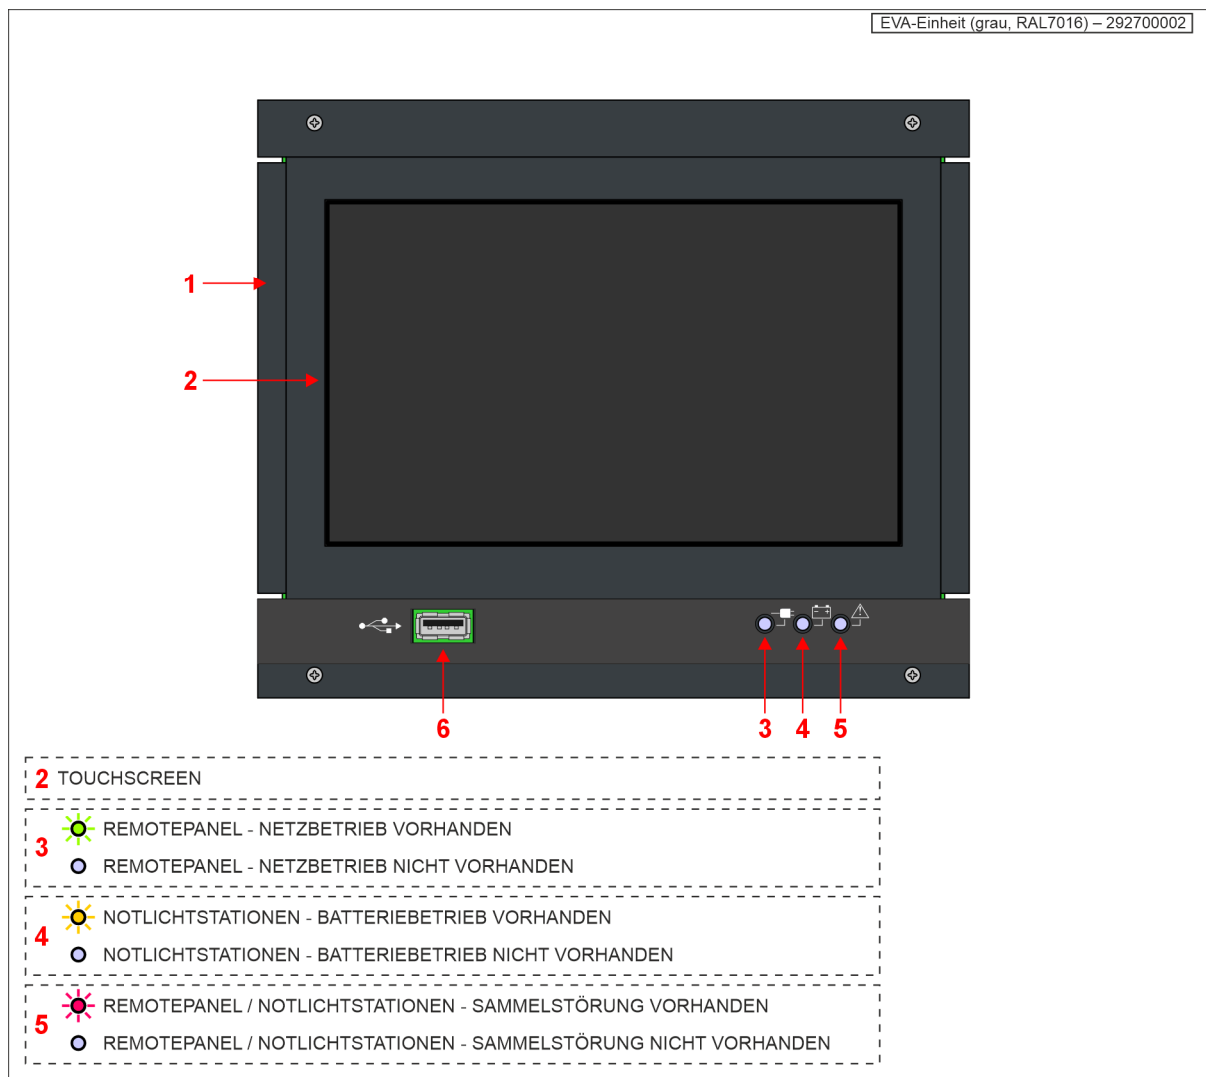 EVA-Einheit (grau, RAL7016) – 292700002
1
2
6
3
4
5
2 TOUCHSCREEN
3
REMOTEPANEL - NETZBETRIEB VORHANDEN
REMOTEPANEL - NETZBETRIEB NICHT VORHANDEN
4
NOTLICHTSTATIONEN - BATTERIEBETRIEB VORHANDEN
NOTLICHTSTATIONEN - BATTERIEBETRIEB NICHT VORHANDEN
5
REMOTEPANEL / NOTLICHTSTATIONEN - SAMMELSTÖRUNG VORHANDEN
REMOTEPANEL / NOTLICHTSTATIONEN - SAMMELSTÖRUNG NICHT VORHANDEN